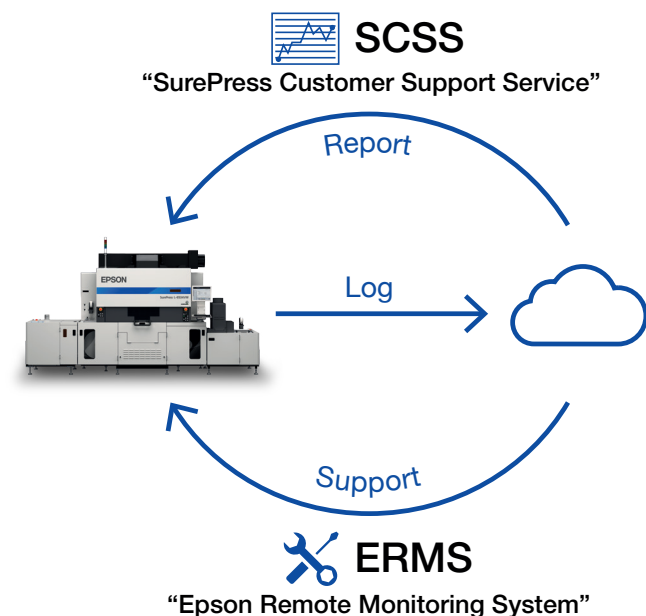 SCSS
“SurePress Customer Support Service”
Report
EPSON
Log
Support
ERMS
“Epson Remote Monitoring System”